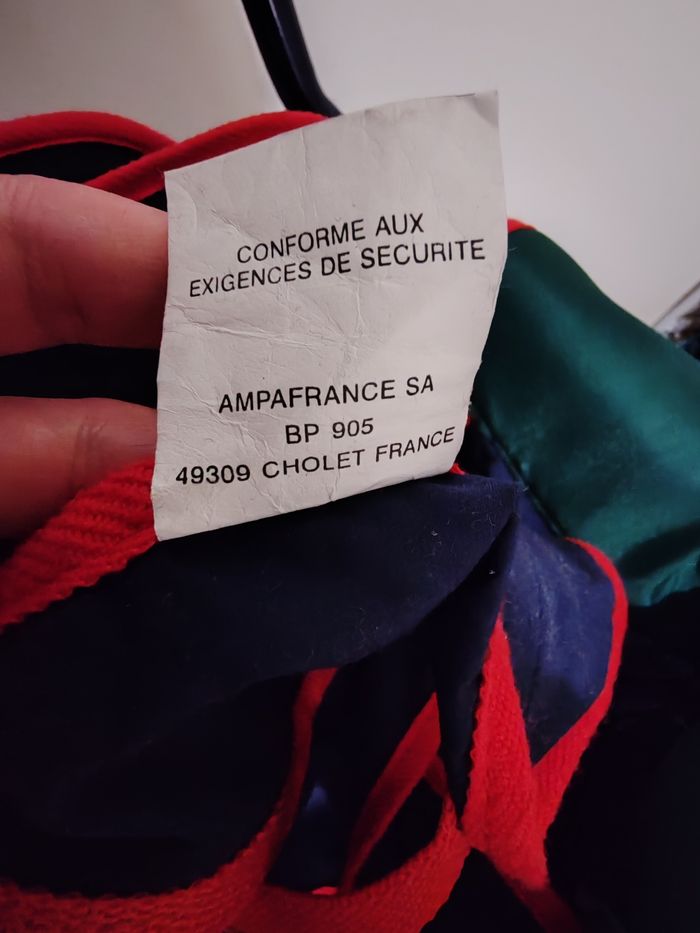 CONFORME AUX
EXIGENCES DE SECURITE
AMPAFRANCE SA
BP 905
49309 CHOLET FRANCE